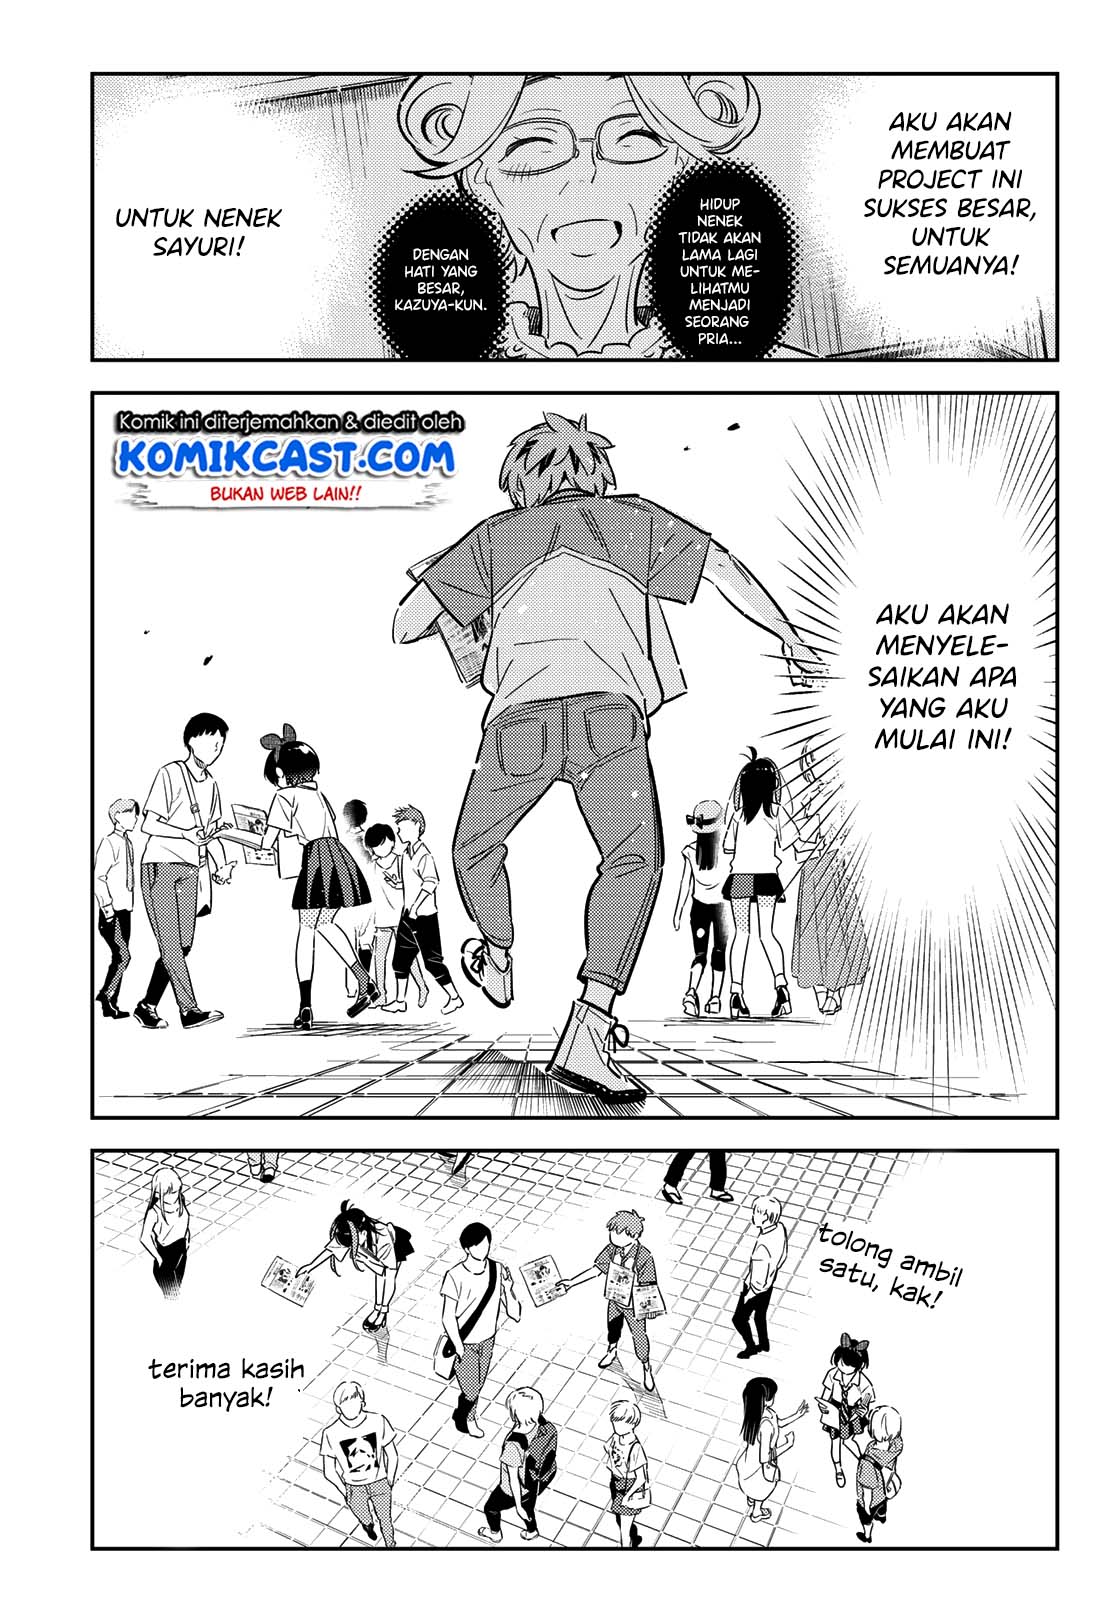 AKU AKAN
MEMBUAT
PROJECT INI
SUKSES BESAR,
UNTUK
SEMUANYA!
HIDUP
NENEK
TIDAK AKAN
LAMA LAGI
UNTUK ME-
LIHATMU
MENJADI
SEORANG
PRIA...
DENGAN
HATI YANG
BESAR,
KAZUYA-KUN.
UNTUK NENEK
SAYURI!
Komik ini diterjemahkan & diedit oleh
KOMIKCAST.COM
BUKAN WEB LAIN!!
AKU AKAN
MENYELE-
SAIKAN APA
YANG AKU
MULAI INI!
tolong ambil
satu, kak!
terima kasih
banyak!